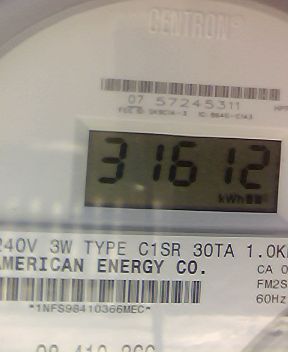 CENTRON®
07 57245311
31612
kWh
240V 3W TYPE C1SR 30TA 1.0K
AMERICAN ENERGY CO.
CA 0
FM2S
60Hz
*1NFS98410366MEC*